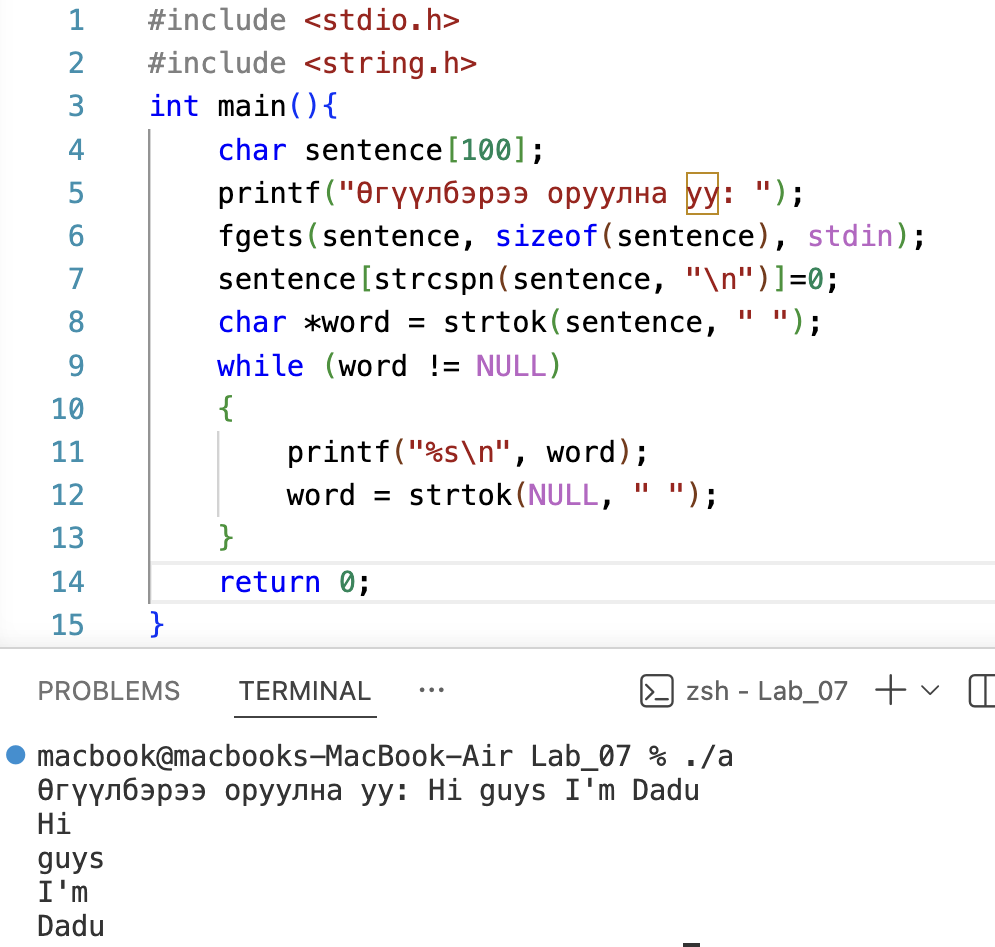 1 #include <stdio.h>
2 #include <string.h>
3 int main(){
4     char sentence[100];
5     printf("Өгүүлбэрээ оруулна уу: ");
6     fgets(sentence, sizeof(sentence), stdin);
7     sentence[strcspn(sentence, "\n")]=0;
8     char *word = strtok(sentence, " ");
9     while (word != NULL)
10     {
11         printf("%s\n", word);
12         word = strtok(NULL, " ");
13     }
14     return 0;
15 }
PROBLEMS TERMINAL ··· zsh - Lab_07
macbook@macbooks-MacBook-Air Lab_07 % ./a
Өгүүлбэрээ оруулна уу: Hi guys I'm Dadu
Hi
guys
I'm
Dadu